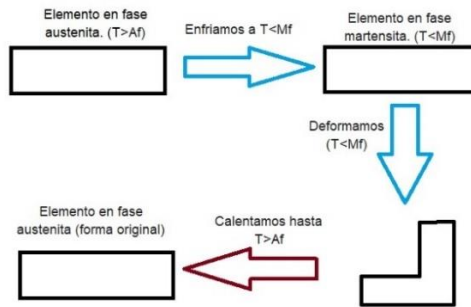 Elemento en fase
austenita. (T>Af)
Enfriamos a T<Mf
Elemento en fase
martensita. (T<Mf)
Deformamos
(T<Mf)
Calentamos hasta
T>Af
Elemento en fase
austenita (forma original)